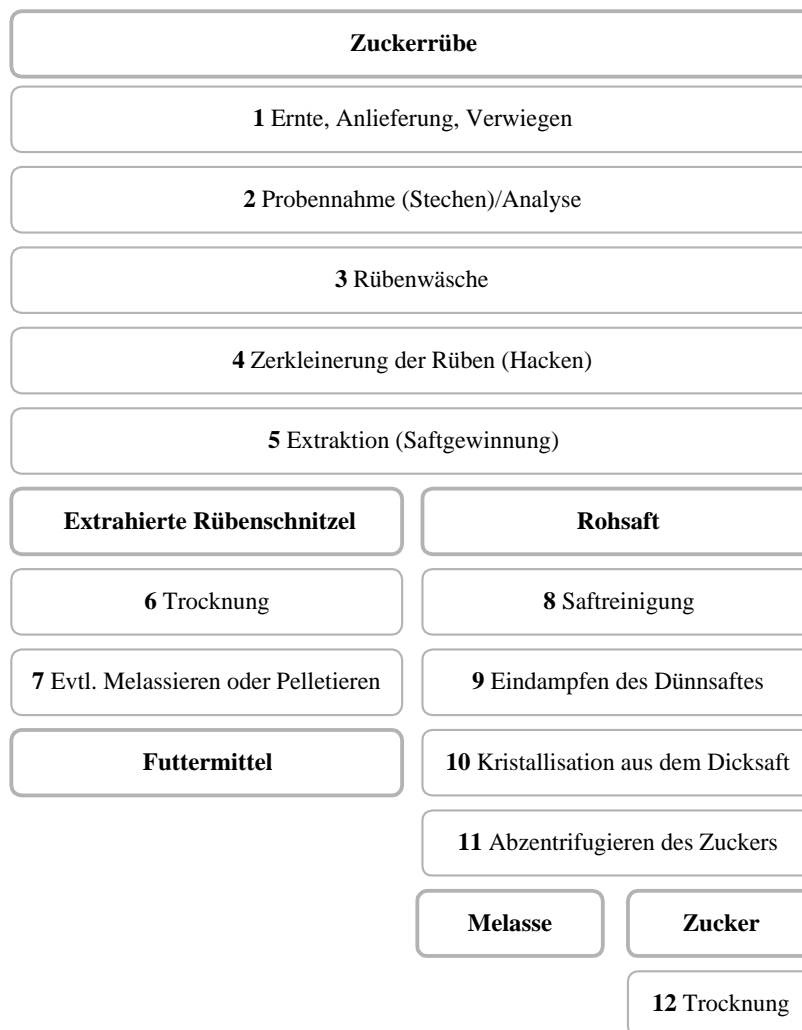 Zuckerrübe
1 Ernte, Anlieferung, Verwiegen
2 Probennahme (Stechen)/Analyse
3 Rübenwäsche
4 Zerkleinerung der Rüben (Hacken)
5 Extraktion (Saftgewinnung)
Extrahierte Rübenschnitzel
Rohsaft
6 Trocknung
8 Saftreinigung
7 Evtl. Melassieren oder Pelletieren
9 Eindampfen des Dünnsaftes
Futtermittel
10 Kristallisation aus dem Dicksaft
11 Abzentrifugieren des Zuckers
Melasse
Zucker
12 Trocknung